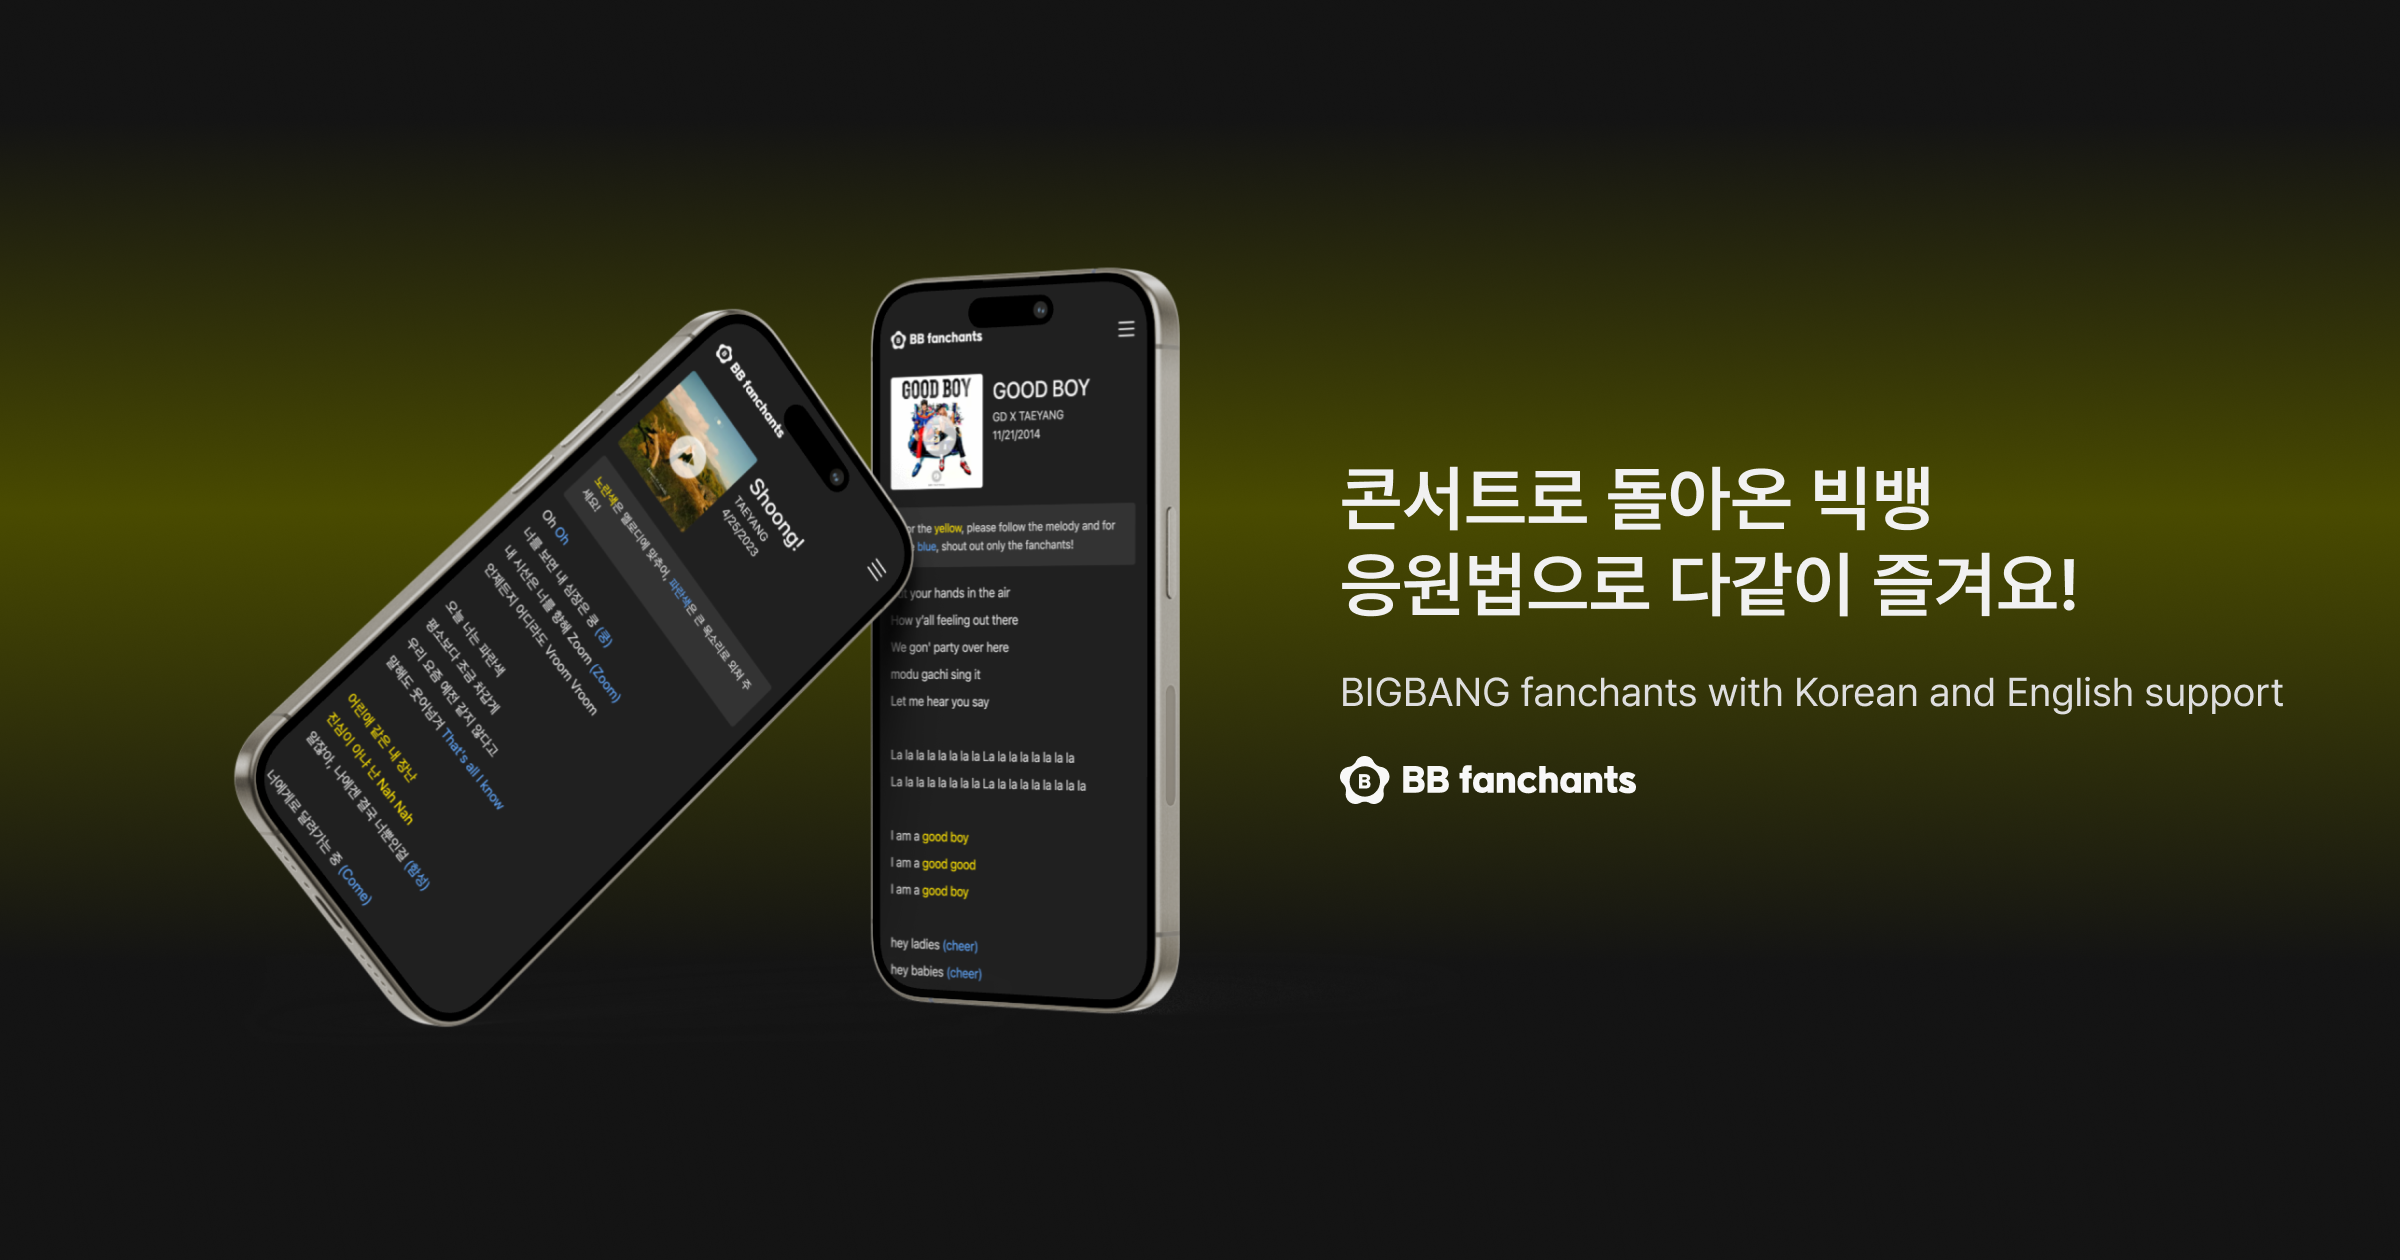 BB fanchants
Shoong!
TAEYANG
4/25/2023
노란색은 멜로디에 맞추어, 파란색은 큰 목소리로 외쳐 주
세요!
Oh Oh
너를 보면 내 심장은 쿵 (쿵)
내 시선은 너를 향해 Zoom (Zoom)
언제든지 어디라도 Vroom Vroom
오늘 너는 파란색
평소보다 조금 차갑게
우리 요즘 예전 같지 않다고
말해도 웃어넘겨 That's all I know
어린애 같은 내 장난
진심이 아냐 난 Nah Nah
알잖아, 나에겐 결국 너뿐인걸 (함성)
너에게로 달려가는 중 (Come)
BB fanchants
GOOD BOY
GOOD BOY
GD X TAEYANG
11/21/2014
the yellow, please follow the melody and for
blue, shout out only the fanchants!
your hands in the air
How y'all feeling out there
We gon' party over here
modu gachi sing it
Let me hear you say
La la la la la la la la La la la la la la la la
La la la la la la la la La la la la la la la la la
I am a good boy
I am a good good
I am a good boy
hey ladies (cheer)
hey babies (cheer)
콘서트로 돌아온 빅뱅
응원법으로 다같이 즐겨요!
BIGBANG fanchants with Korean and English support
B BB fanchants